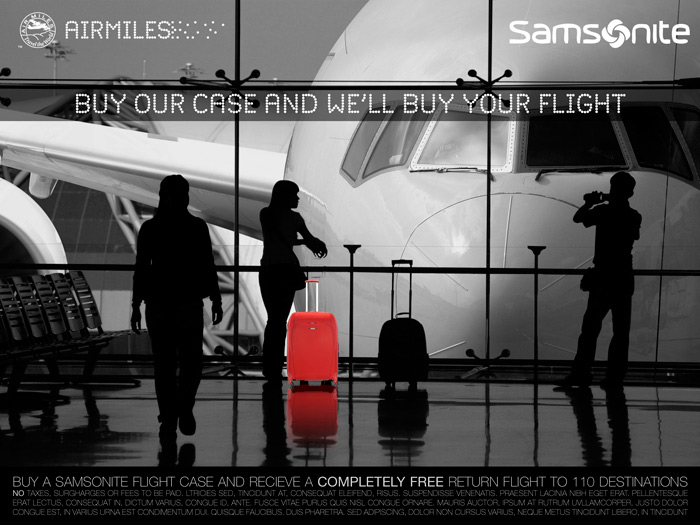 AIRMILES
Samsonite
BUY OUR CASE AND WE'LL BUY YOUR FLIGHT
BUY A SAMSONITE FLIGHT CASE AND RECIEVE A COMPLETELY FREE RETURN FLIGHT TO 110 DESTINATIONS
NO TAXES, SURGHARGES OR FEES TO BE PAID. LTRICIES SED, TINCIDUNT AT, CONSEQUAT ELEIFEND, RISUS. SUSPENDISSE VENENATIS. PRAESENT LACINIA NIBH EGET ERAT. PELLENTESQUE
ERAT LECTUS, CONSEQUAT IN, DICTUM VARIUS, CONGUE ID, ANTE. FUSCE VITAE PURUS QUIS NISL CONGUE ORNARE. MAURIS AUCTOR, IPSUM AT RUTRUM ULLAMCORPER, JUSTO DOLOR
CONGUE EST, IN VARIUS URNA EST CONDIMENTUM DUI. QUISQUE FAUCIBUS, DUIS PHARETRA, SED ADIPISCING, DOLOR NON CURSUS VARIUS, NEQUE METUS TINCIDUNT LIBERO, IN TINCIDUNT